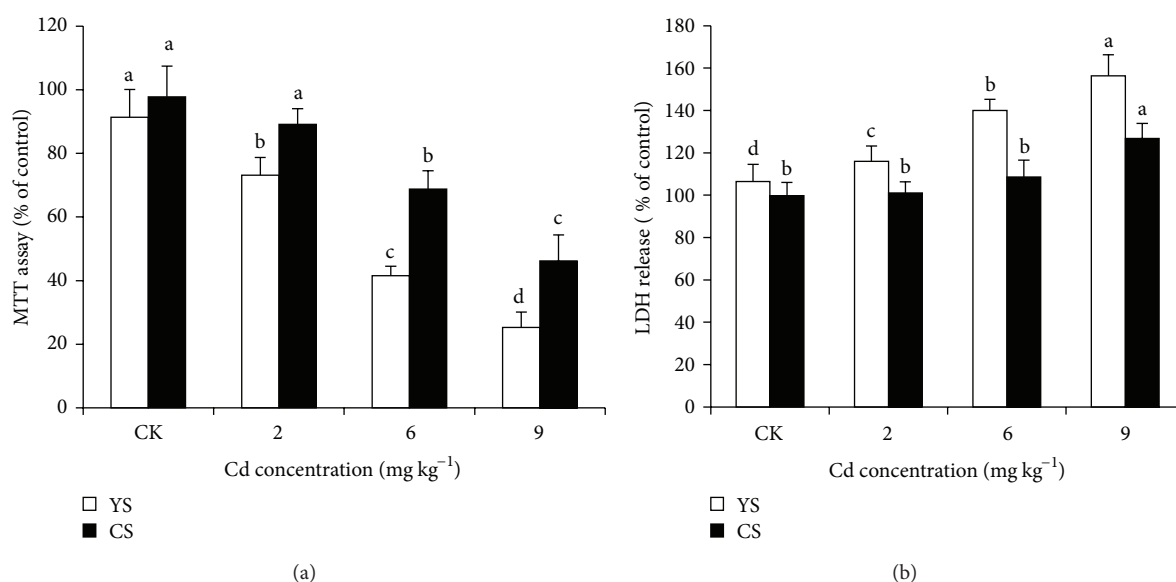 120
100
80
60
40
20
0
MTT assay (% of control)
a
a
b
a
c
b
d
c
CK
2
6
9
Cd concentration (mg kg−1)
YS
CS
(a)
180
160
140
120
100
80
60
40
20
0
LDH release ( % of control)
d
b
c
b
b
b
a
a
CK
2
6
9
Cd concentration (mg kg−1)
YS
CS
(b)